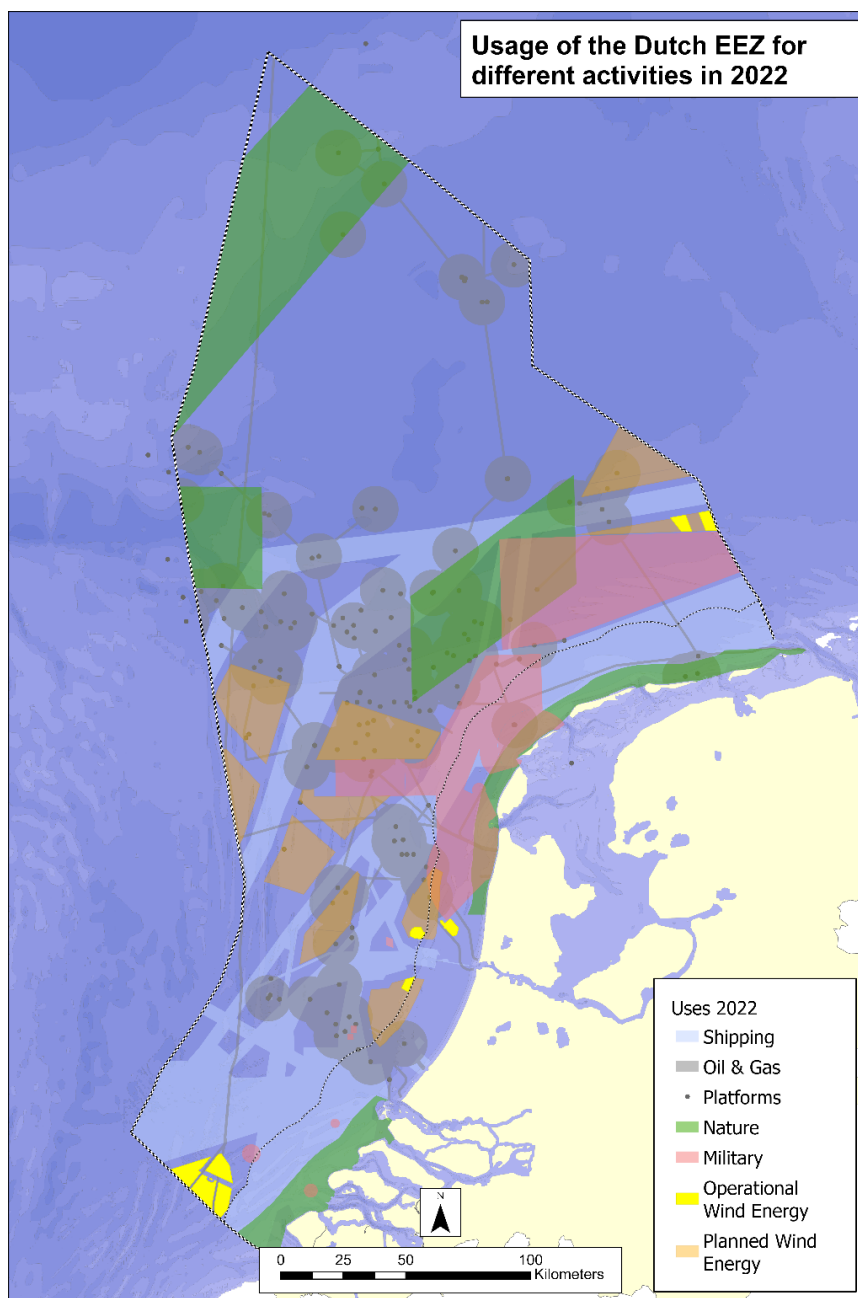 Usage of the Dutch EEZ for
different activities in 2022
Uses 2022
Shipping
Oil & Gas
Platforms
Nature
Military
Operational
Wind Energy
Planned Wind
Energy
N
0 25 50 100
Kilometers